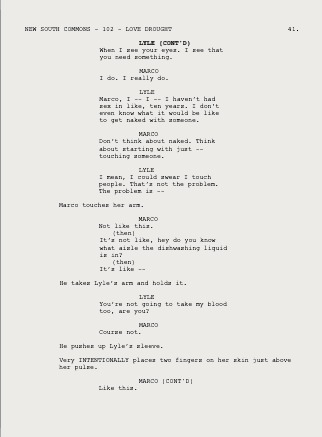 NEW SOUTH COMMONS - 102 - LOVE DROUGHT 41.
LYLE (CONT'D)
When I see your eyes. I see that
you need something.
MARCO
I do. I really do.
LYLE
Marco, I -- I -- I haven't had
sex in like, ten years. I don't
even know what it would be like
to get naked with someone.
MARCO
Don't think about naked. Think
about starting with just --
touching someone.
LYLE
I mean, I could swear I touch
people. That's not the problem.
The problem is --
Marco touches her arm.
MARCO
Not like this.
(then)
It's not like, hey do you know
what aisle the dishwashing liquid
is in?
(then)
It's like --
He takes Lyle's arm and holds it.
LYLE
You're not going to take my blood
too, are you?
MARCO
Course not.
He pushes up Lyle's sleeve.
Very INTENTIONALLY places two fingers on her skin just above
her pulse.
MARCO (CONT'D)
Like this.